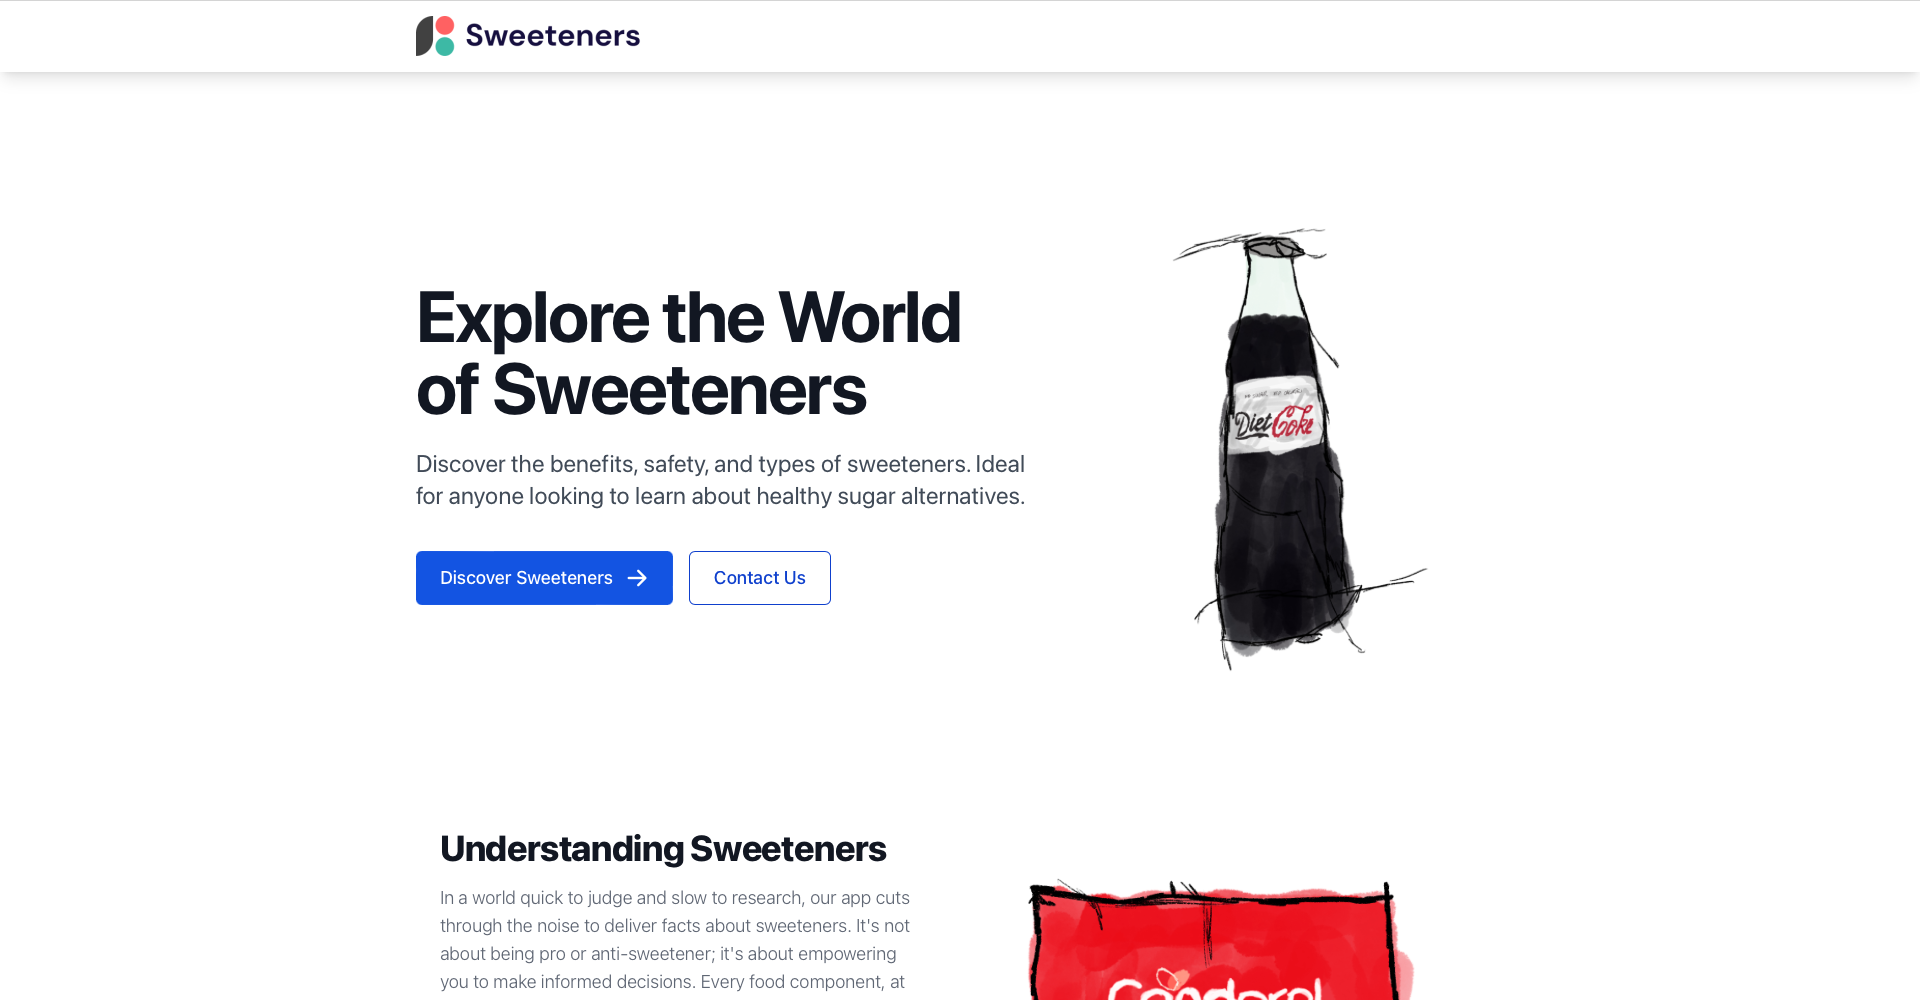 Sweeteners
Explore the World
of Sweeteners
Discover the benefits, safety, and types of sweeteners. Ideal
for anyone looking to learn about healthy sugar alternatives.
Discover Sweeteners
Contact Us
Diet Coke
Understanding Sweeteners
In a world quick to judge and slow to research, our app cuts
through the noise to deliver facts about sweeteners. It's not
about being pro or anti-sweetener; it's about empowering
you to make informed decisions. Every food component, at